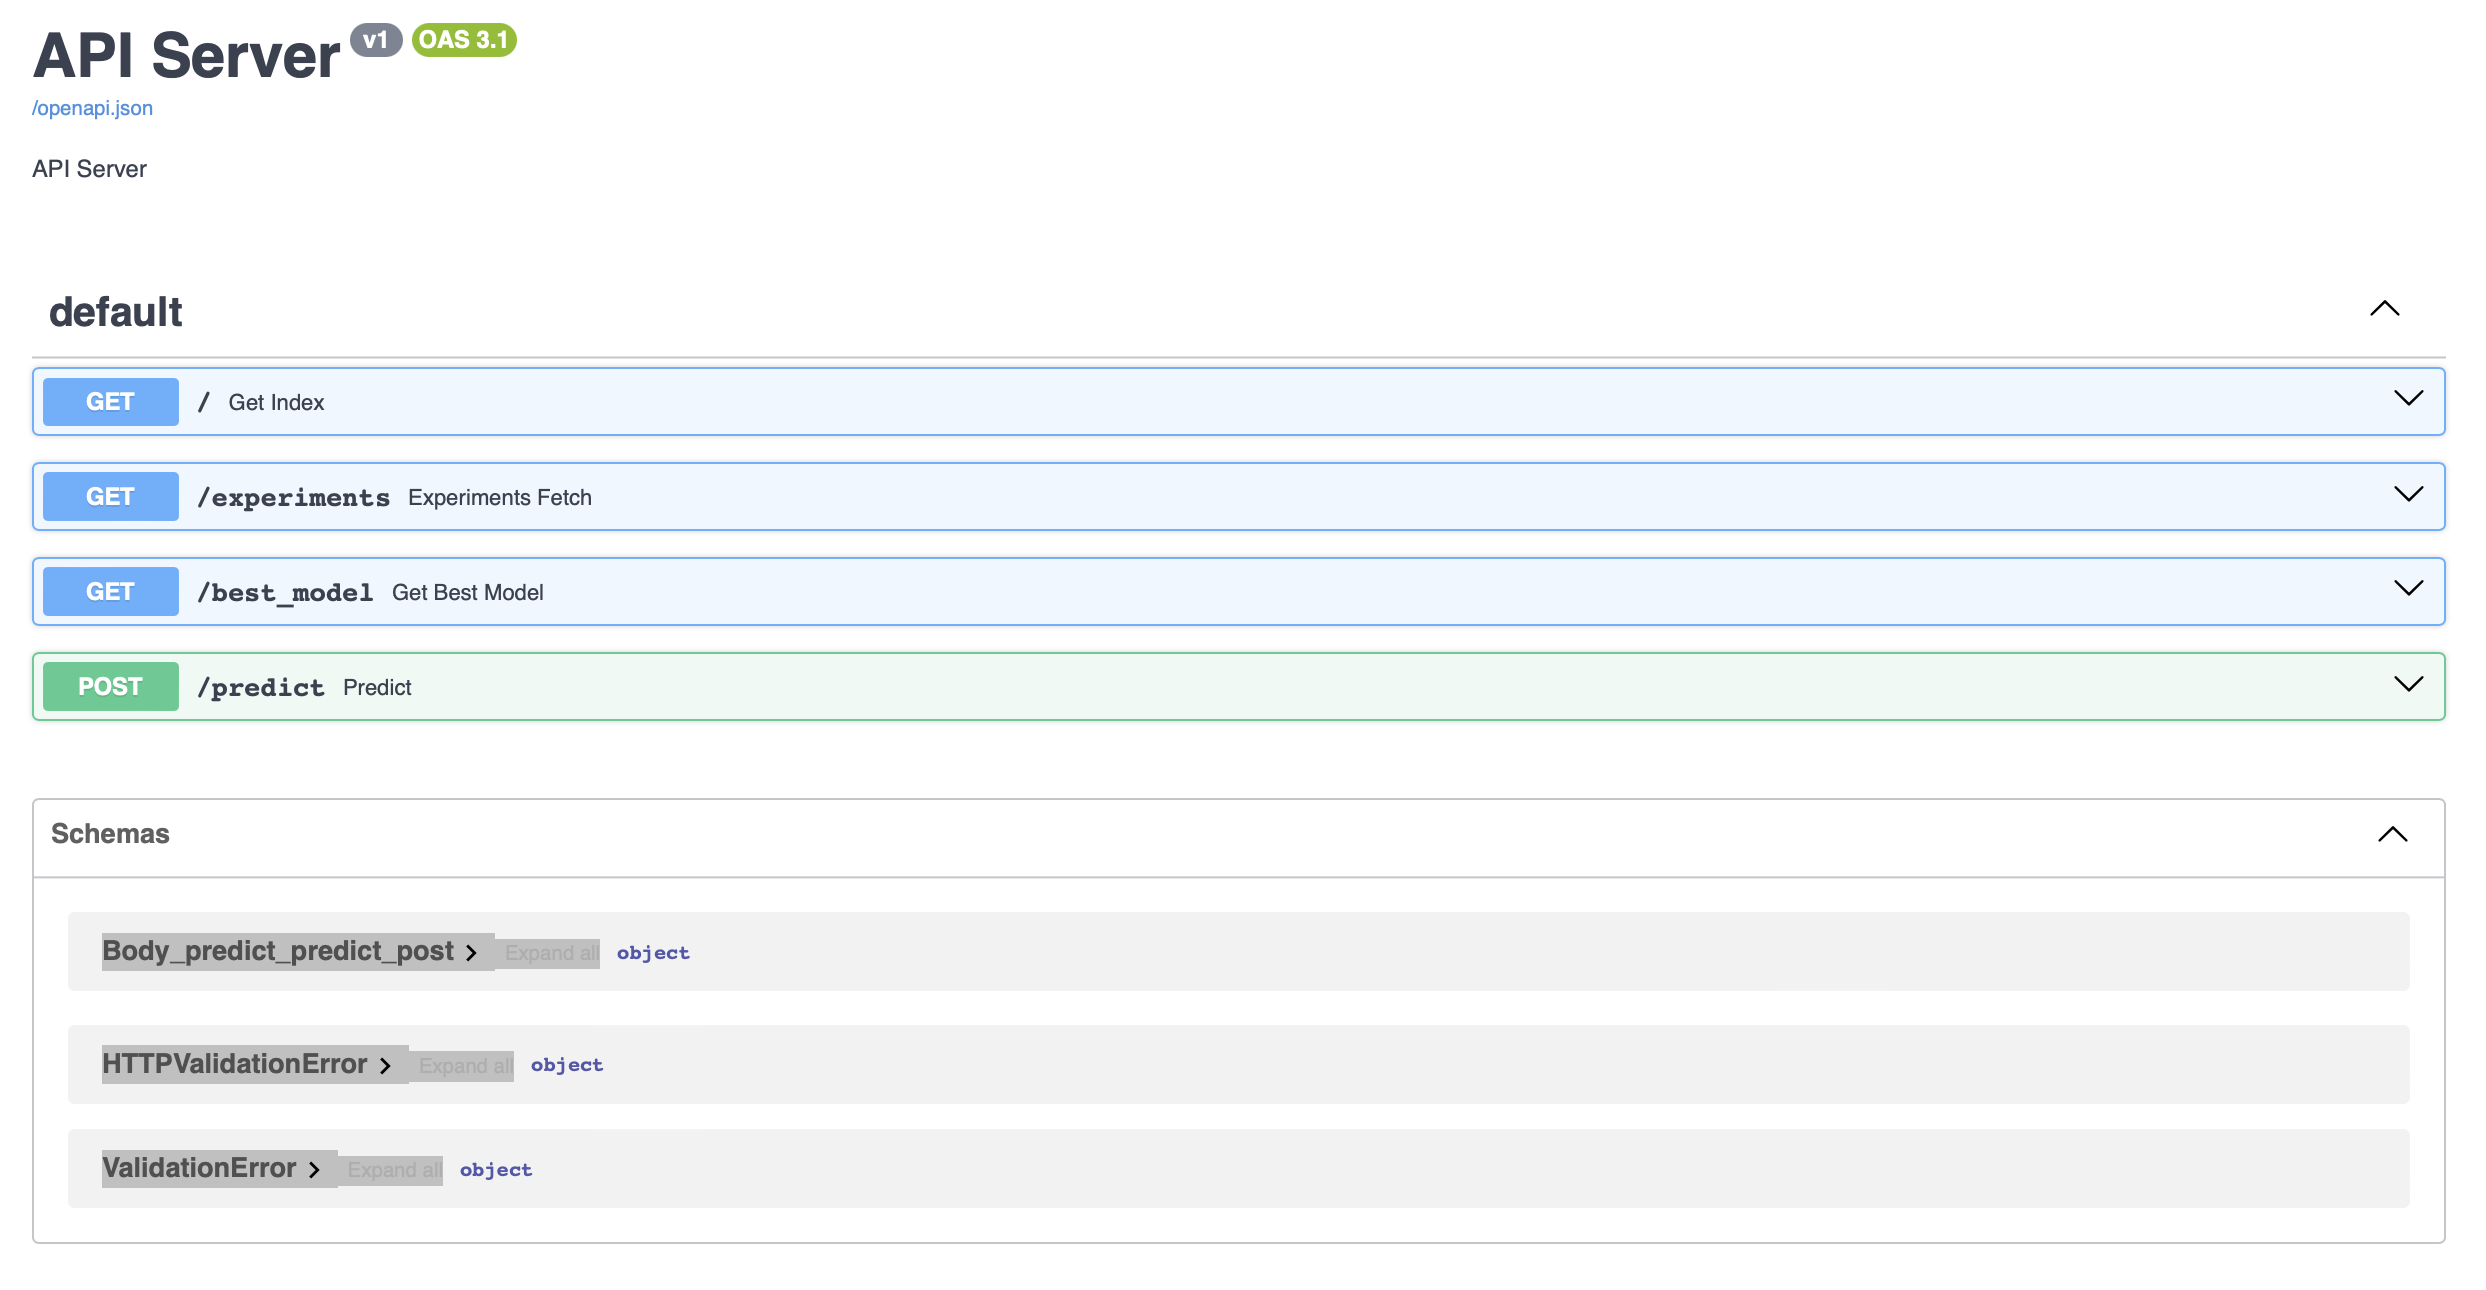 API Server v1 OAS 3.1
/openapi.json
API Server
default
GET / Get Index
GET /experiments Experiments Fetch
GET /best_model Get Best Model
POST /predict Predict
Schemas
Body_predict_predict_post Expand all object
HTTPValidationError Expand all object
ValidationError Expand all object